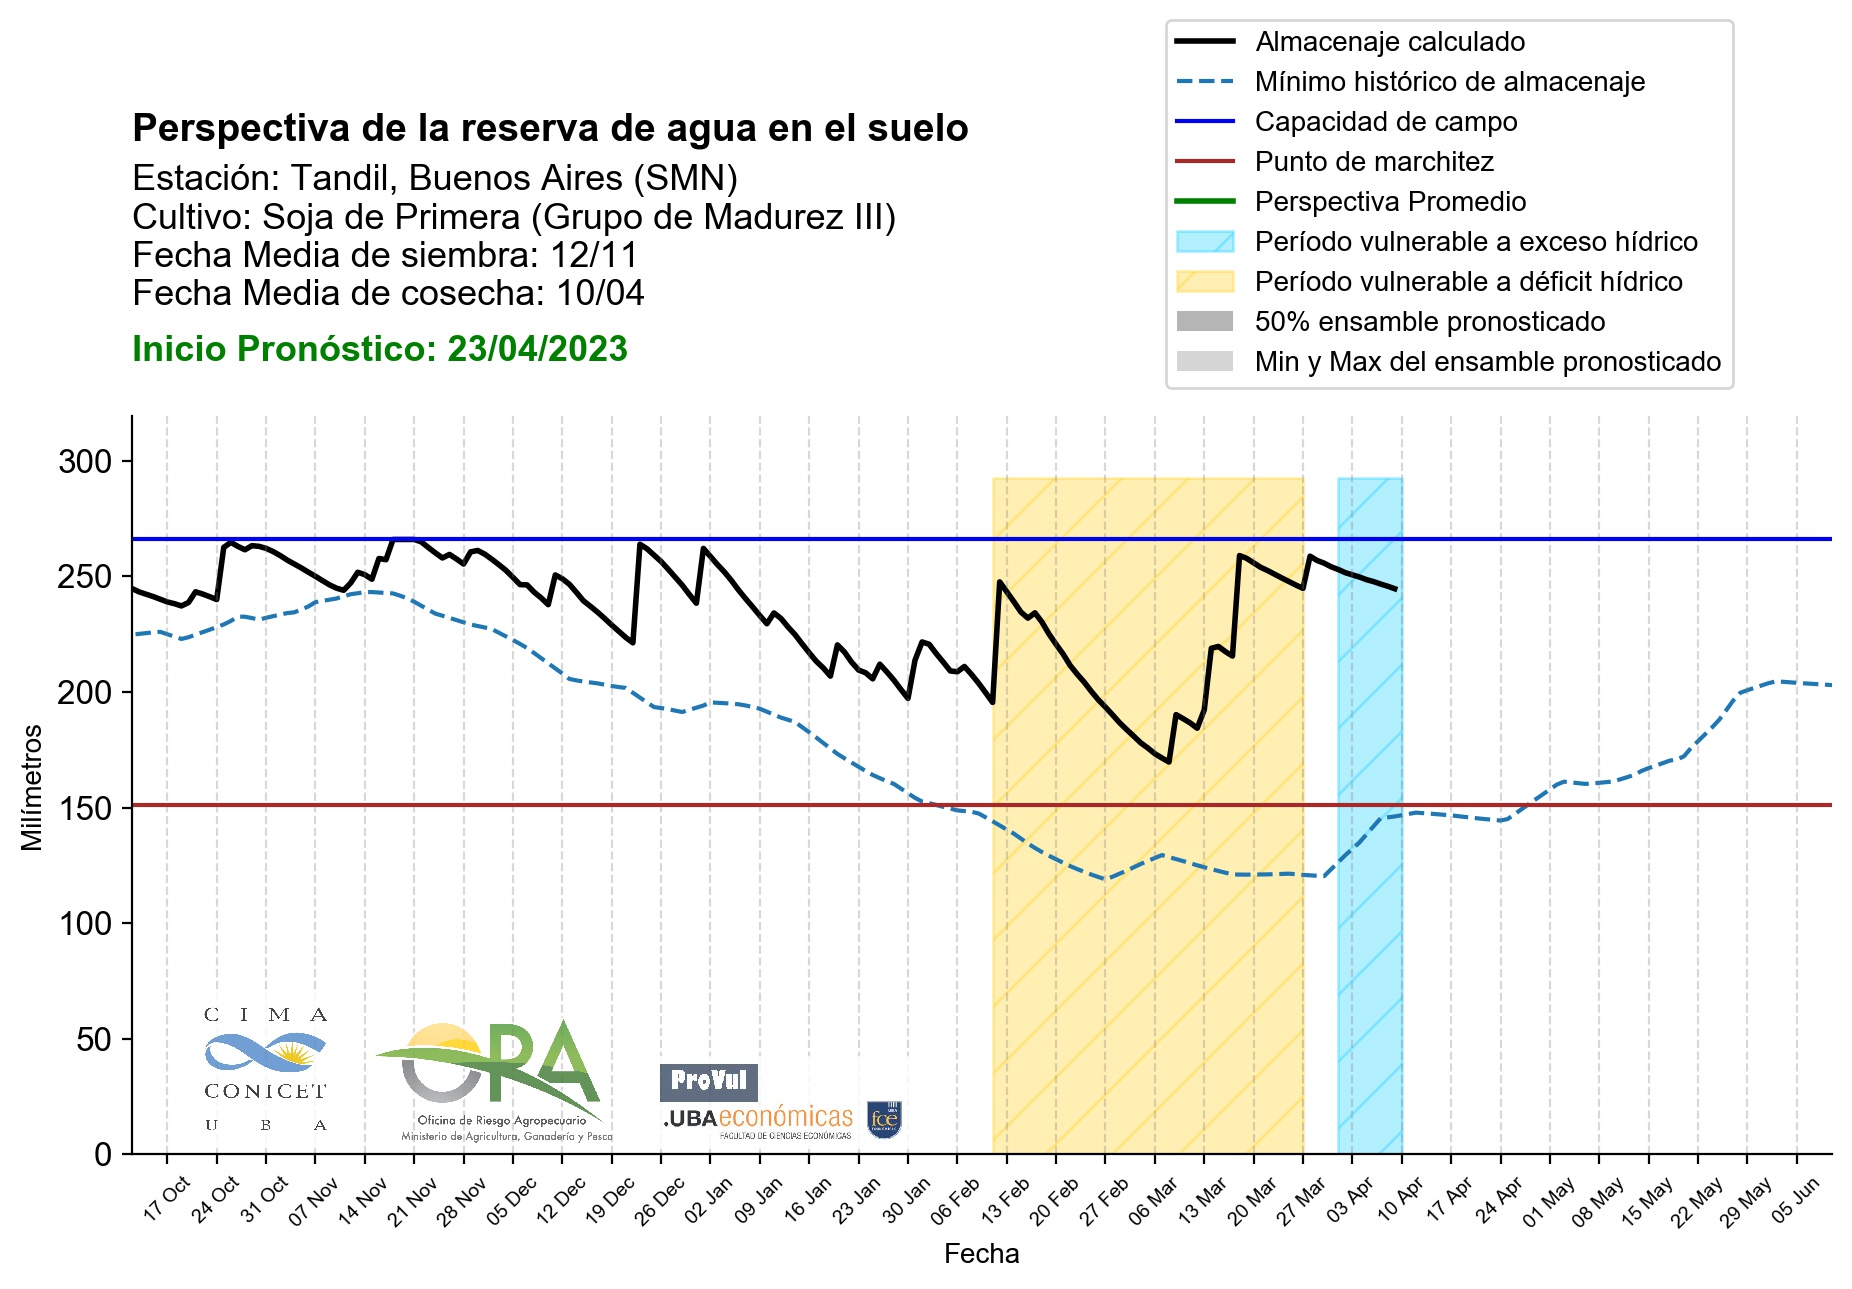 Almacenaje calculado
Mínimo histórico de almacenaje
Capacidad de campo
Punto de marchitez
Perspectiva Promedio
Período vulnerable a exceso hídrico
Período vulnerable a déficit hídrico
50% ensamble pronosticado
Min y Max del ensamble pronosticado
Perspectiva de la reserva de agua en el suelo
Estación: Tandil, Buenos Aires (SMN)
Cultivo: Soja de Primera (Grupo de Madurez III)
Fecha Media de siembra: 12/11
Fecha Media de cosecha: 10/04
Inicio Pronóstico: 23/04/2023
300
250
200
150
100
50
0
Milímetros
CIMA
CONICET
UBA
ORA
Oficina de Riesgo Agropecuario
Ministerio de Agricultura, Ganadería y Pesca
ProVul
.UBAeconómicas
FACULTAD DE CIENCIAS ECONÓMICAS
UBA
fce
ECONÓMICAS
17 Oct
24 Oct
31 Oct
07 Nov
14 Nov
21 Nov
28 Nov
05 Dec
12 Dec
19 Dec
26 Dec
02 Jan
09 Jan
16 Jan
23 Jan
30 Jan
06 Feb
13 Feb
20 Feb
27 Feb
06 Mar
13 Mar
20 Mar
27 Mar
03 Apr
10 Apr
17 Apr
24 Apr
01 May
08 May
15 May
22 May
29 May
05 Jun
Fecha